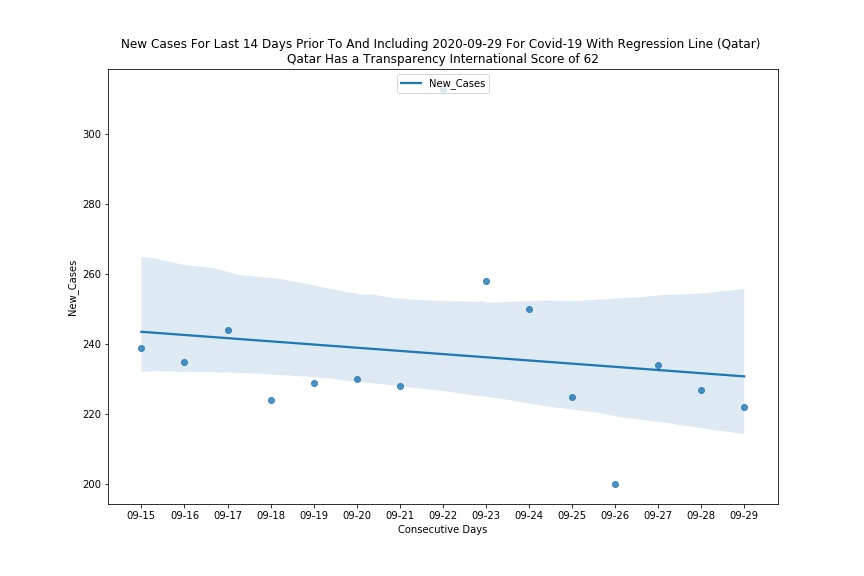 New Cases For Last 14 Days Prior To And Including 2020-09-29 For Covid-19 With Regression Line (Qatar)
Qatar Has a Transparency International Score of 62
New_Cases
300
280
260
240
220
200
New_Cases
09-15 09-16 09-17 09-18 09-19 09-20 09-21 09-22 09-23 09-24 09-25 09-26 09-27 09-28 09-29
Consecutive Days